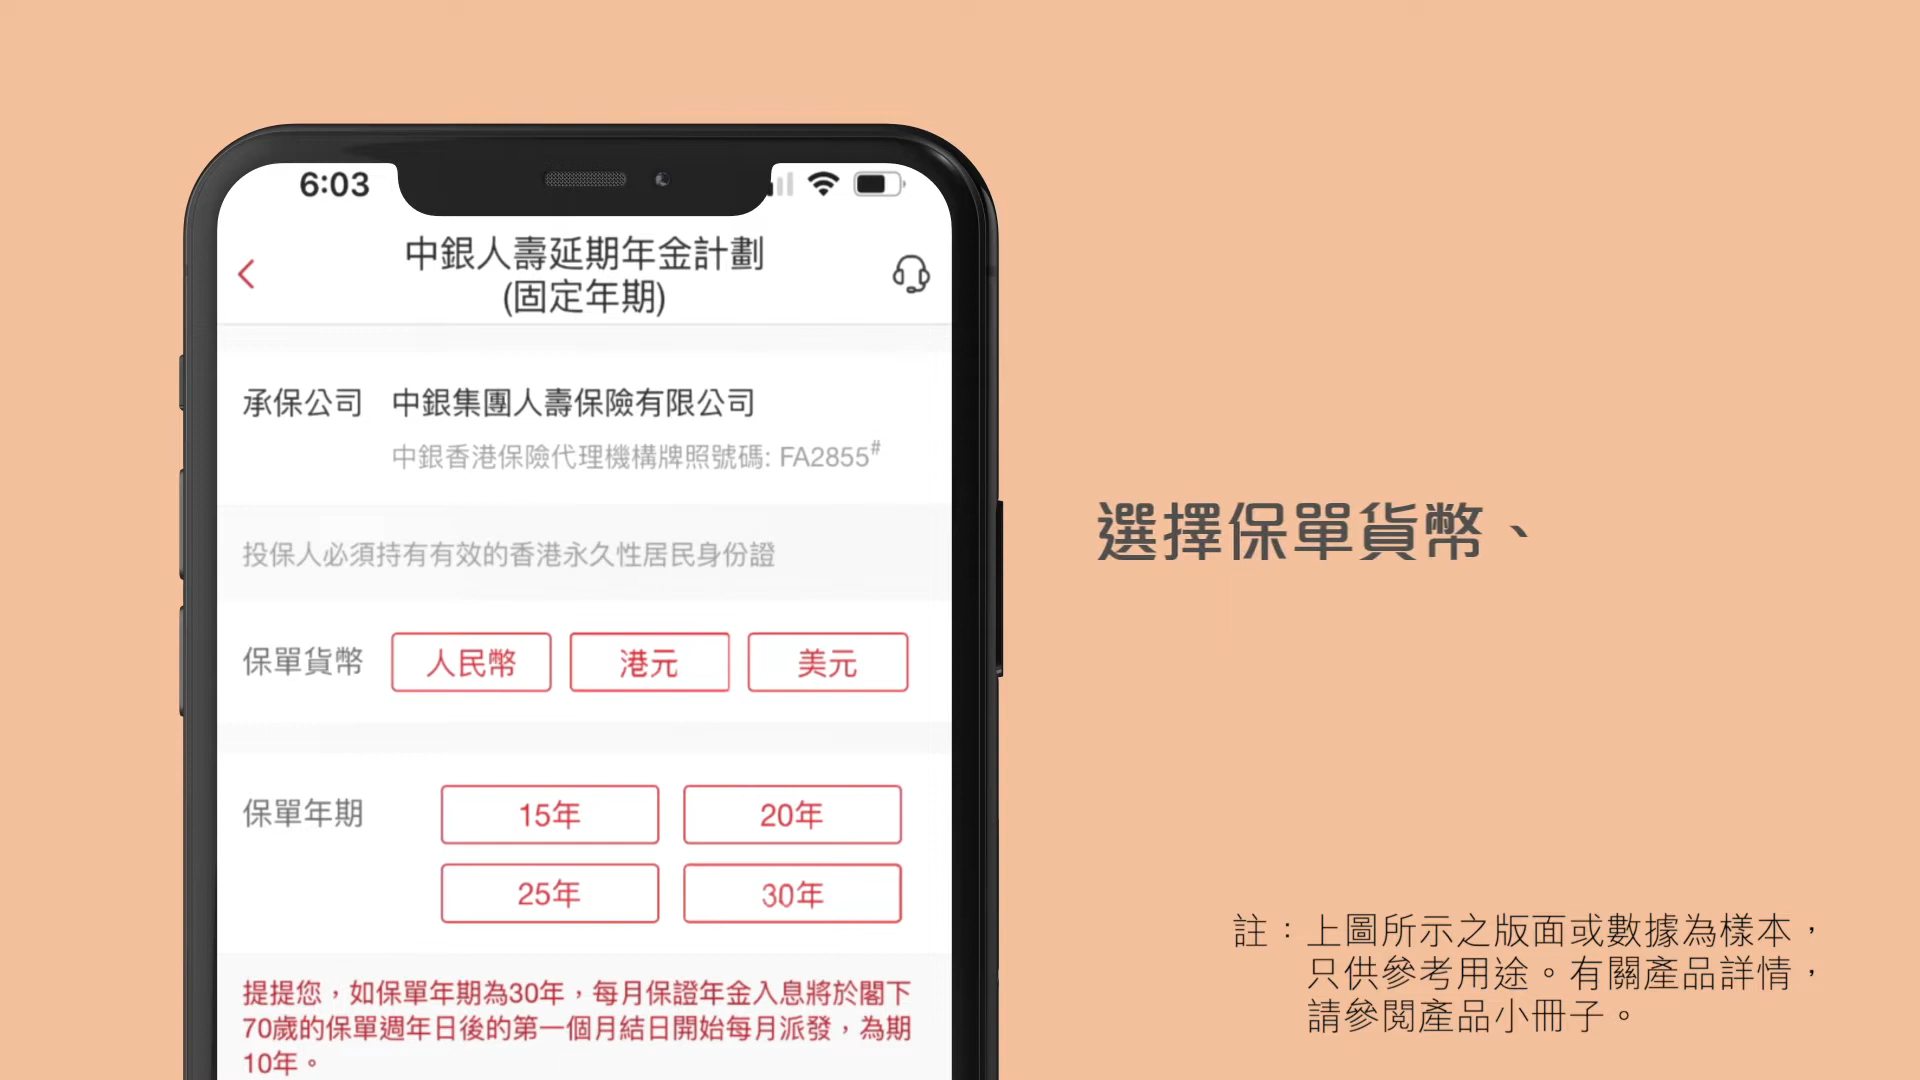 6:03
中銀人壽延期年金計劃
(固定年期)
承保公司 中銀集團人壽保險有限公司
中銀香港保險代理機構牌照號碼: FA2855#
投保人必須持有有效的香港永久性居民身份證
保單貨幣 人民幣 港元 美元
保單年期 15年 20年
25年 30年
提提您，如保單年期為30年，每月保證年金入息將於閣下
70歲的保單週年日後的第一個月結日開始每月派發，為期
10年。
選擇保單貨幣、
註：上圖所示之版面或數據為樣本，
只供參考用途。有關產品詳情，
請參閱產品小冊子。